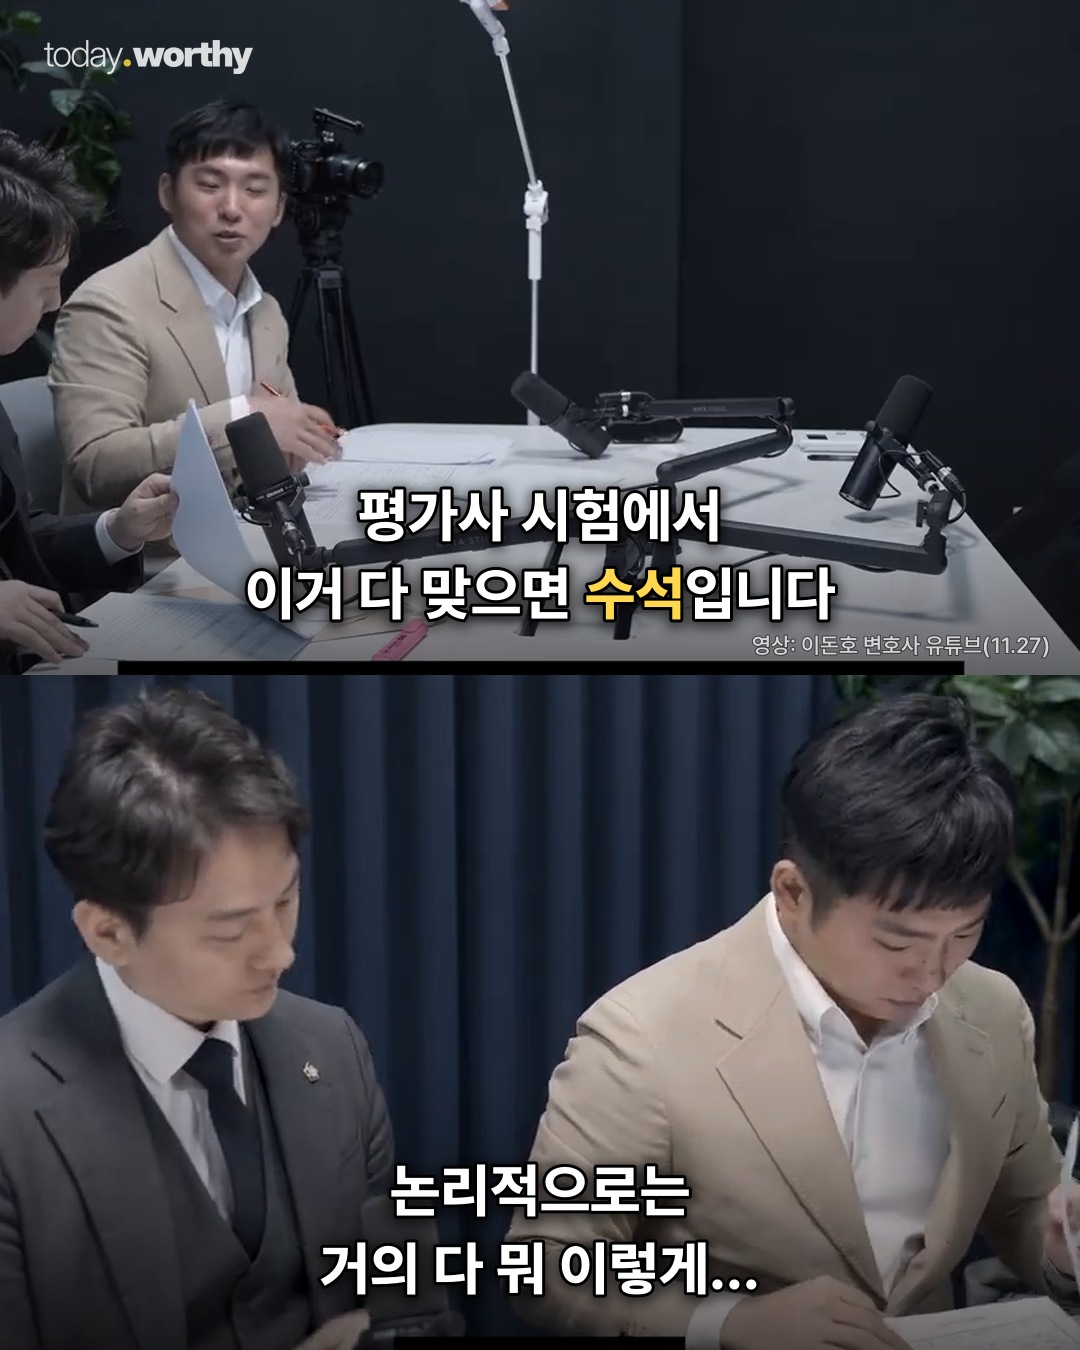 today.worthy
평가사 시험에서
이거 다 맞으면 수석입니다
영상: 이돈호 변호사 유튜브(11.27)
논리적으로는
거의 다 뭐 이렇게...